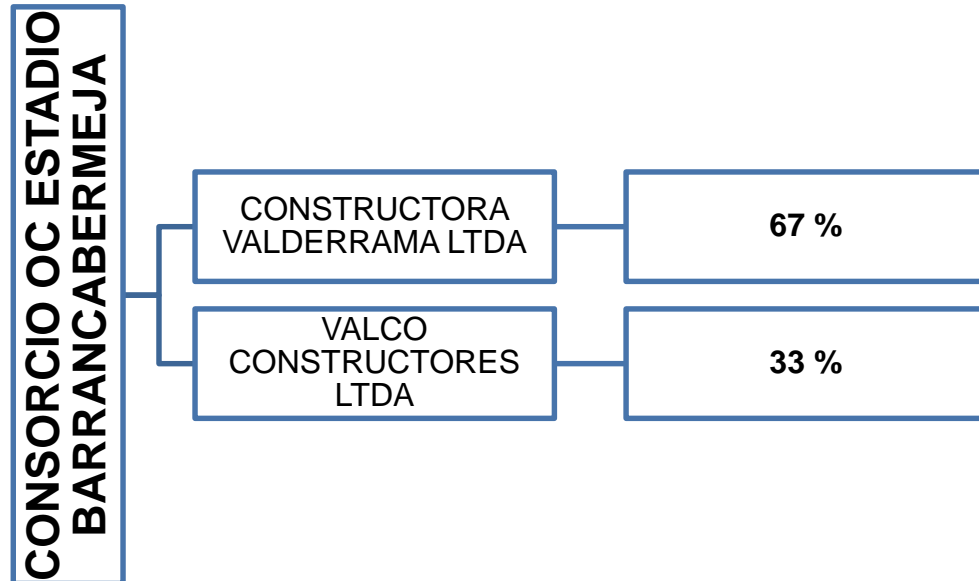 CONSORCIO OC ESTADIO
BARRANCABERMEJA
CONSTRUCTORA
VALDERRAMA LTDA
67 %
VALCO
CONSTRUCTORES
LTDA
33 %